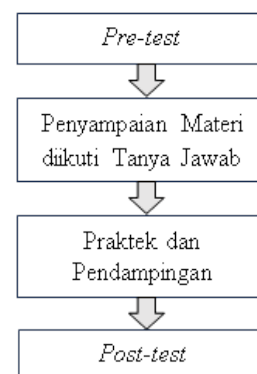 Pre-test
Penyampaian Materi
diikuti Tanya Jawab
Praktek dan
Pendampingan
Post-test